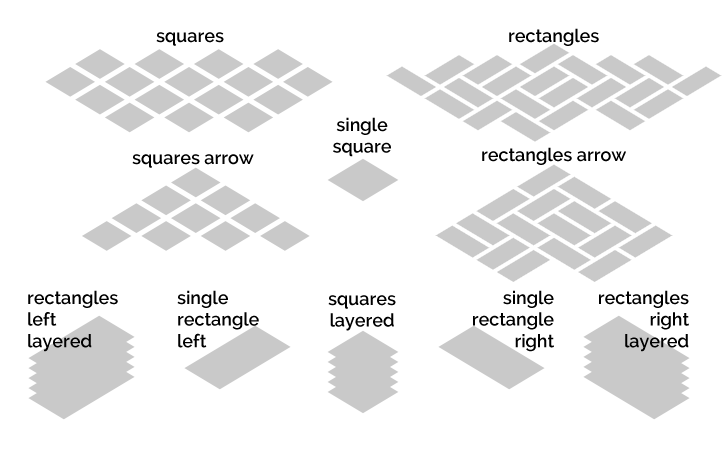 squares
rectangles
single
square
squares arrow
rectangles arrow
rectangles
left
layered
single
rectangle
left
squares
layered
single
rectangle
right
rectangles
right
layered